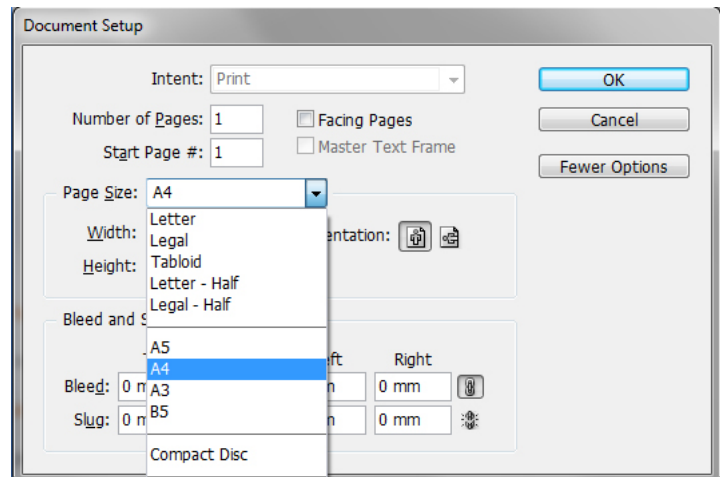 Document Setup
Intent: Print
OK
Number of Pages: 1
Facing Pages
Cancel
Start Page #: 1
Master Text Frame
Fewer Options
Page Size: A4
Letter
Width:
Legal
entation:
Tabloid
Height:
Letter - Half
Legal - Half
Bleed and S
A5
ft Right
A4
Bleed: 0 m
0 mm
A3
B5
Slug: 0 m
0 mm
Compact Disc